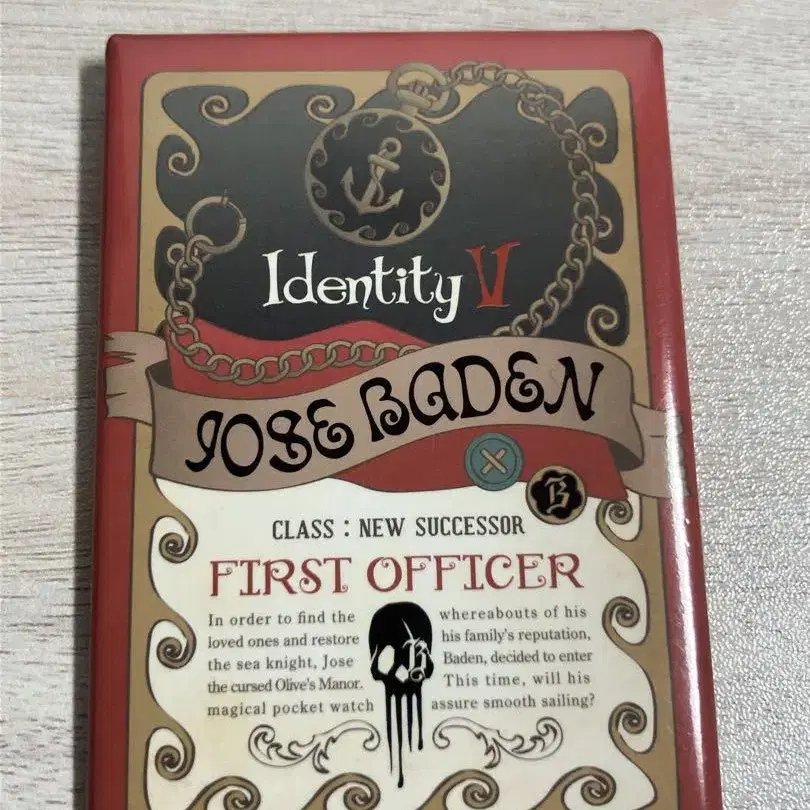 Identity V
JOSE BADEN
B
CLASS : NEW SUCCESSOR
FIRST OFFICER
In order to find the whereabouts of his
loved ones and restore his family's reputation,
the sea knight, Jose Baden, decided to enter
the cursed Olive's Manor. This time, will his
magical pocket watch assure smooth sailing?
B